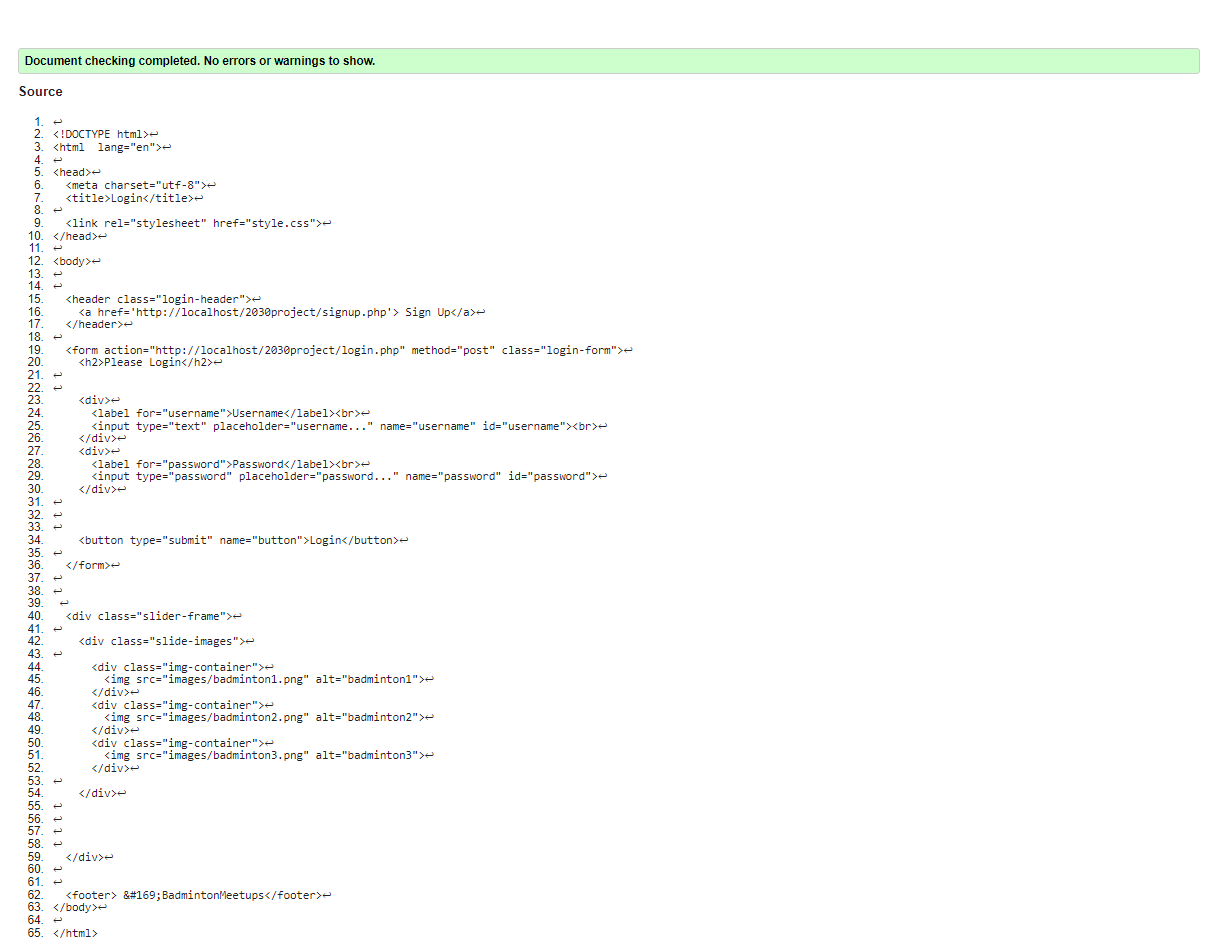 Document checking completed. No errors or warnings to show.
Source
1. ↩
2. <!DOCTYPE html>↩
3. <html  lang="en">↩
4. ↩
5. <head>↩
6.   <meta charset="utf-8">↩
7.   <title>Login</title>↩
8. ↩
9.   <link rel="stylesheet" href="style.css">↩
10. </head>↩
11. ↩
12. <body>↩
13. ↩
14. ↩
15.   <header class="login-header">↩
16.     <a href='http://localhost/2030project/signup.php'> Sign Up</a>↩
17.   </header>↩
18. ↩
19.   <form action="http://localhost/2030project/login.php" method="post" class="login-form">↩
20.     <h2>Please Login</h2>↩
21. ↩
22. ↩
23.     <div>↩
24.       <label for="username">Username</label><br>↩
25.       <input type="text" placeholder="username..." name="username" id="username"><br>↩
26.     </div>↩
27.     <div>↩
28.       <label for="password">Password</label><br>↩
29.       <input type="password" placeholder="password..." name="password" id="password">↩
30.     </div>↩
31. ↩
32. ↩
33. ↩
34.     <button type="submit" name="button">Login</button>↩
35. ↩
36.   </form>↩
37. ↩
38. ↩
39.  ↩
40.   <div class="slider-frame">↩
41. ↩
42.     <div class="slide-images">↩
43. ↩
44.       <div class="img-container">↩
45.         <img src="images/badminton1.png" alt="badminton1">↩
46.       </div>↩
47.       <div class="img-container">↩
48.         <img src="images/badminton2.png" alt="badminton2">↩
49.       </div>↩
50.       <div class="img-container">↩
51.         <img src="images/badminton3.png" alt="badminton3">↩
52.       </div>↩
53. ↩
54.     </div>↩
55. ↩
56. ↩
57. ↩
58. ↩
59.   </div>↩
60. ↩
61. ↩
62.   <footer> &#169;BadmintonMeetups</footer>↩
63. </body>↩
64. ↩
65. </html>